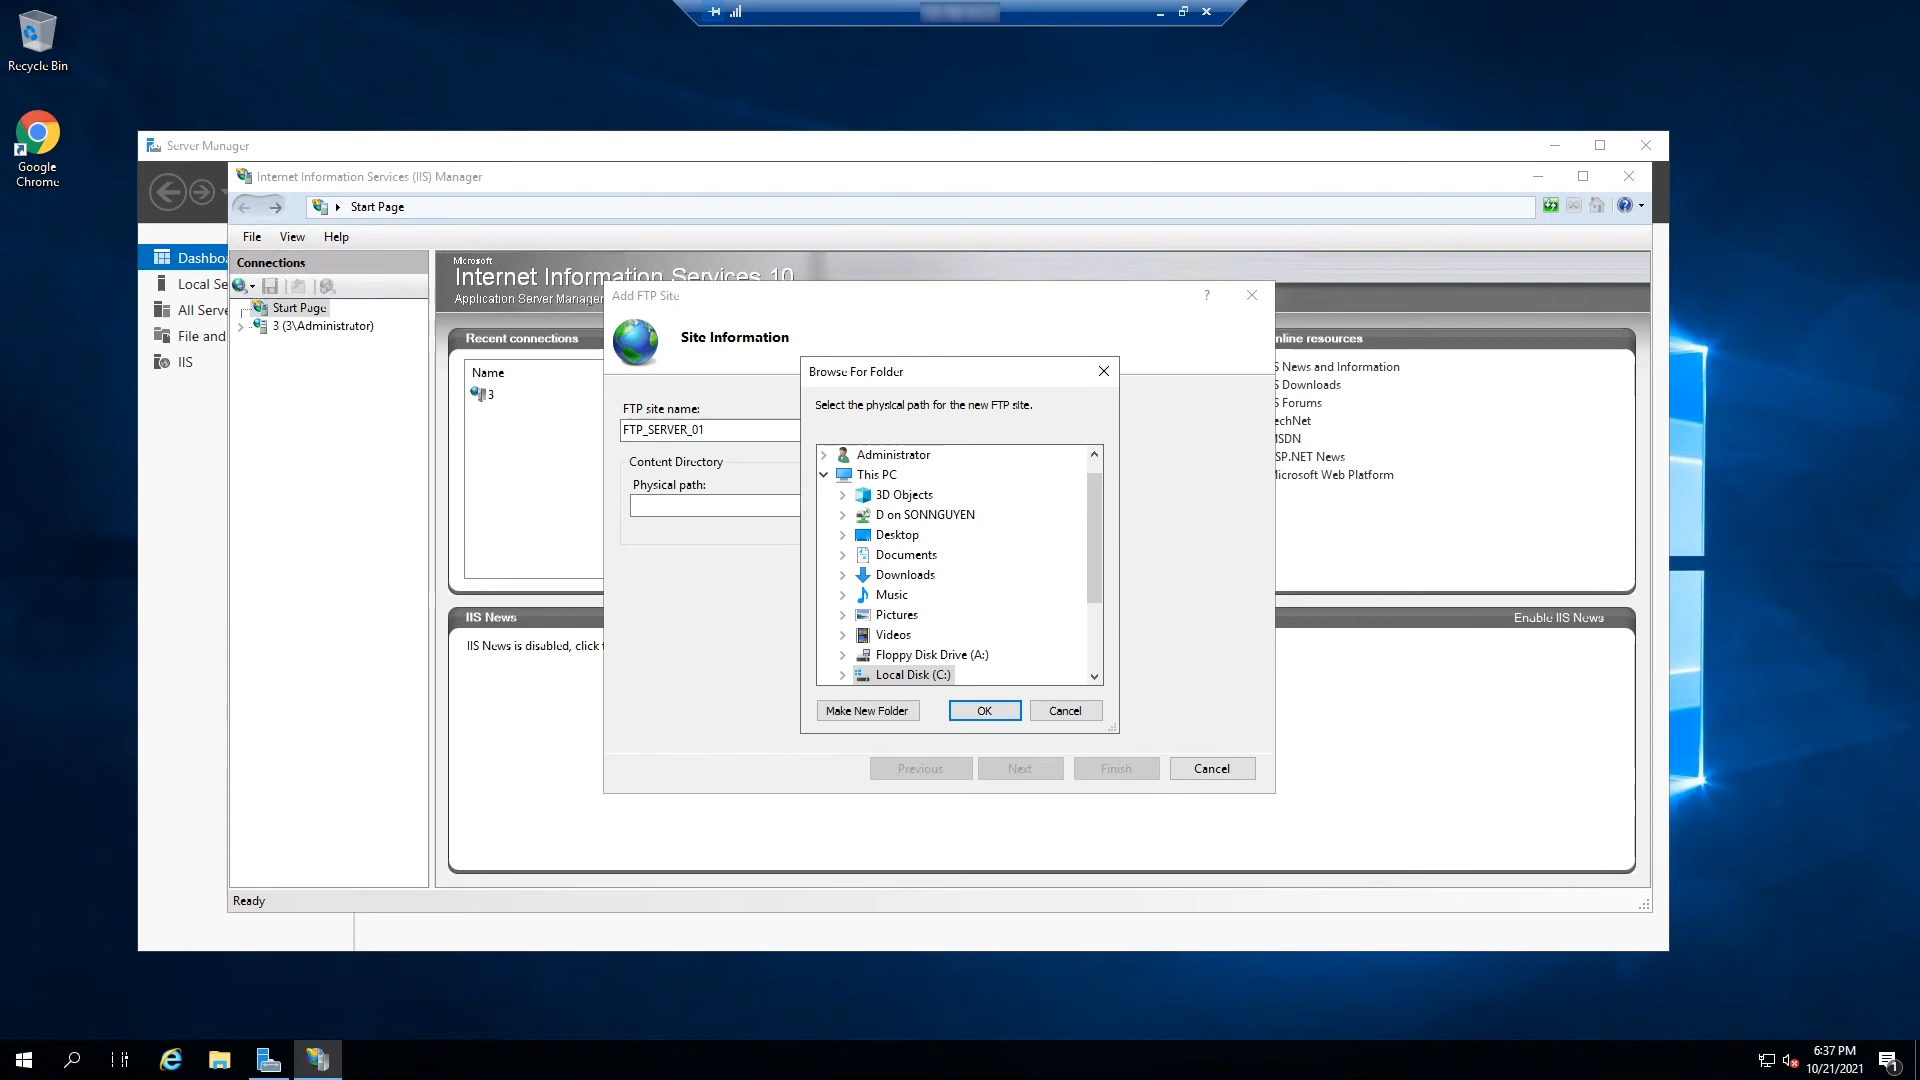 Recycle Bin
Google
Chrome
Server Manager
Internet Information Services (IIS) Manager
Start Page
File View Help
Dashbo
Local Se
All Serve
File and
IIS
Connections
Start Page
3 (3\Administrator)
Microsoft
Internet Information Services 10
Application Server Manager
Recent connections
Name
3
IIS News
IIS News is disabled, click
Enable IIS News
nline resources
S News and Information
S Downloads
S Forums
echNet
SDN
SP.NET News
icrosoft Web Platform
Add FTP Site
?
Site Information
FTP site name:
FTP_SERVER_01
Content Directory
Physical path:
Previous
Next
Finish
Cancel
Browse For Folder
Select the physical path for the new FTP site.
Administrator
This PC
3D Objects
D on SONNGUYEN
Desktop
Documents
Downloads
Music
Pictures
Videos
Floppy Disk Drive (A:)
Local Disk (C:)
Make New Folder
OK
Cancel
Ready
6:37 PM
10/21/2021
1